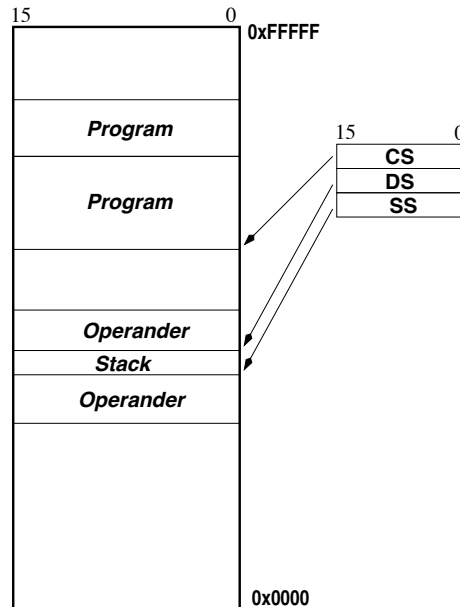 15 0
0xFFFFF
Program
15 0
CS
DS
SS
Program
Operander
Stack
Operander
0x0000